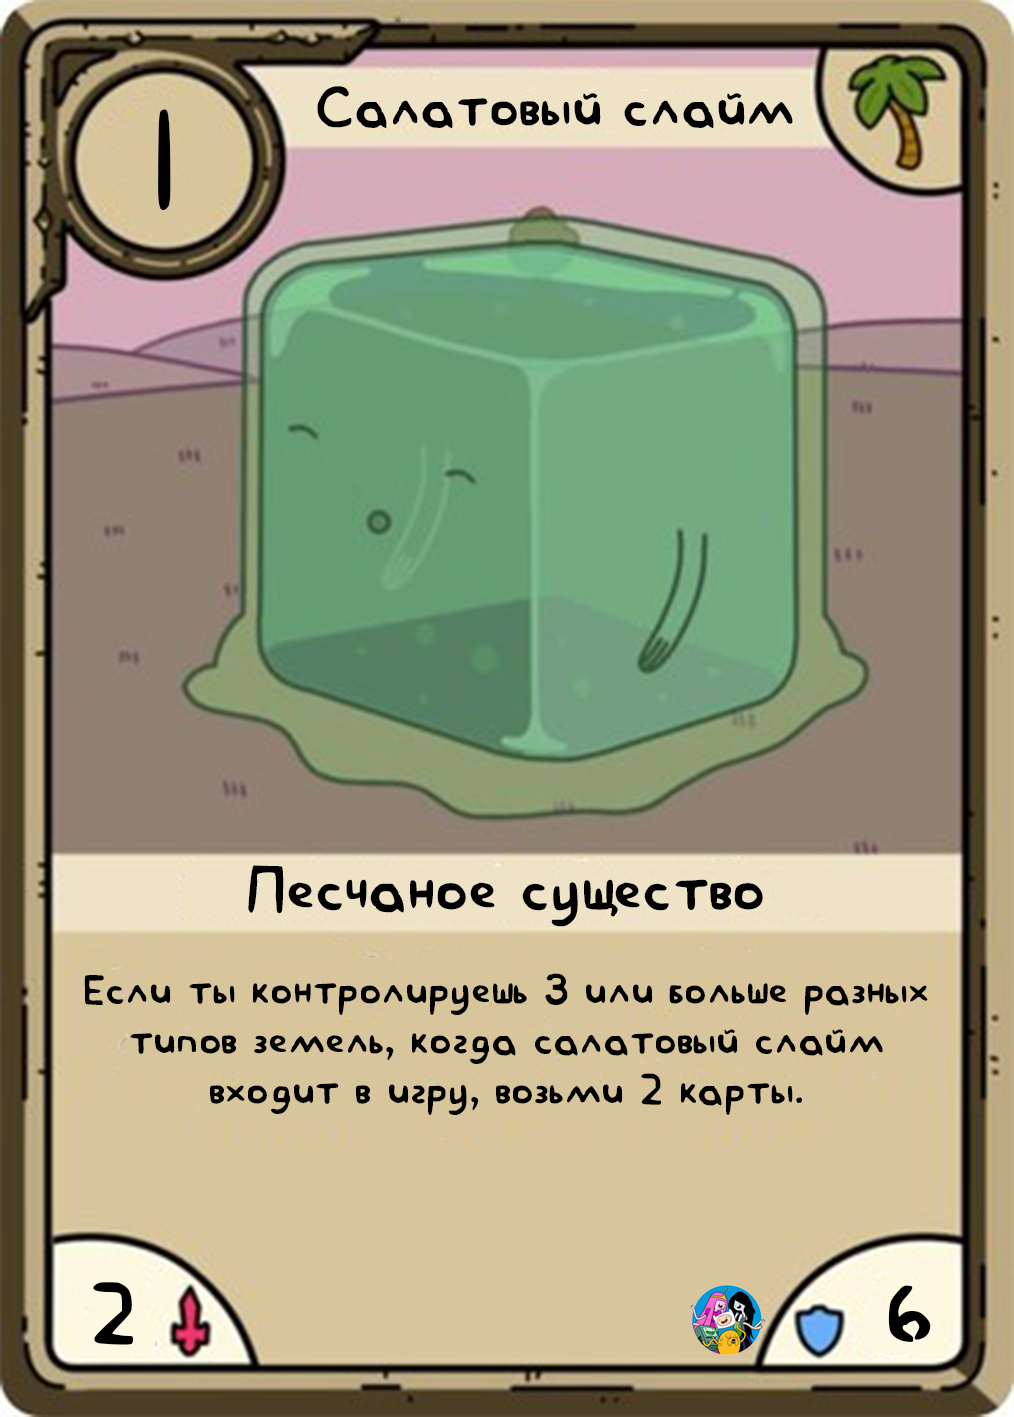 1
Салатовый слайм
Песчаное существо
Если ты контролируешь 3 или больше разных
типов земель, когда салатовый слайм
входит в игру, возьми 2 карты.
2
6